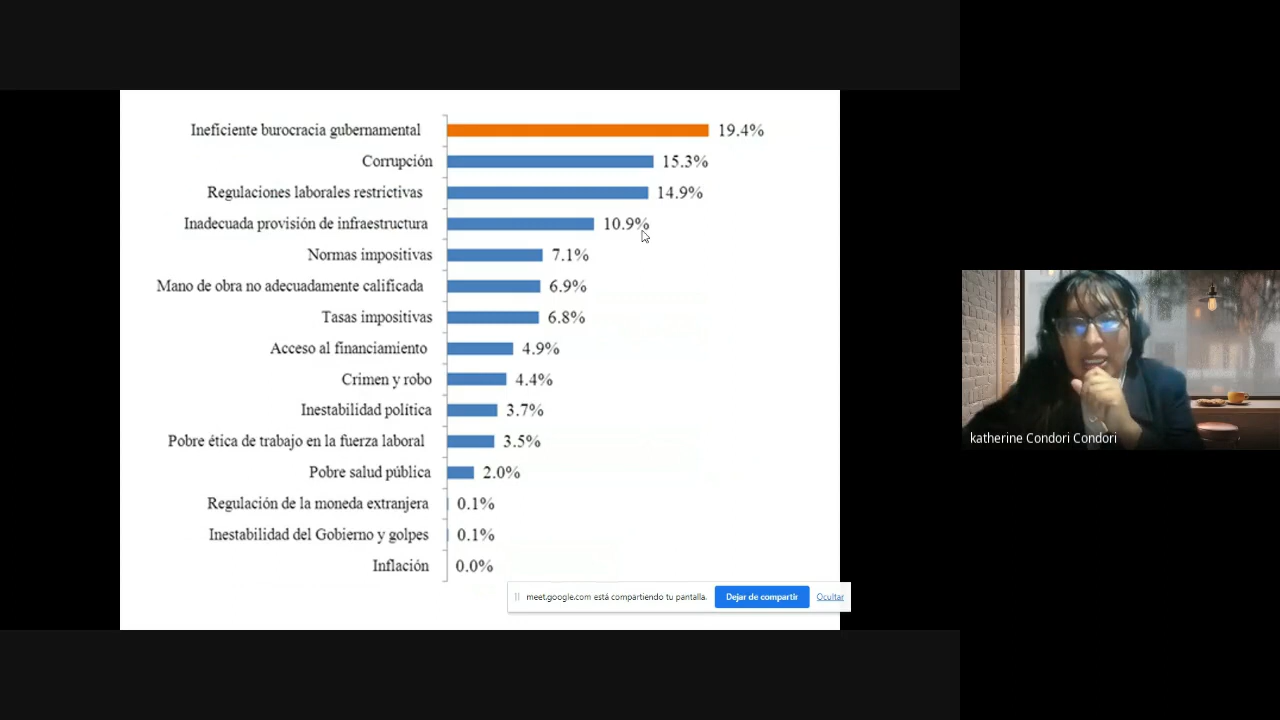 Ineficiente burocracia gubernamental 19.4%
Corrupción 15.3%
Regulaciones laborales restrictivas 14.9%
Inadecuada provisión de infraestructura 10.9%
Normas impositivas 7.1%
Mano de obra no adecuadamente calificada 6.9%
Tasas impositivas 6.8%
Acceso al financiamiento 4.9%
Crimen y robo 4.4%
Inestabilidad política 3.7%
Pobre ética de trabajo en la fuerza laboral 3.5%
Pobre salud pública 2.0%
Regulación de la moneda extranjera 0.1%
Inestabilidad del Gobierno y golpes 0.1%
Inflación 0.0%
meet.google.com está compartiendo tu pantalla. Dejar de compartir Ocultar
katherine Condori Condori